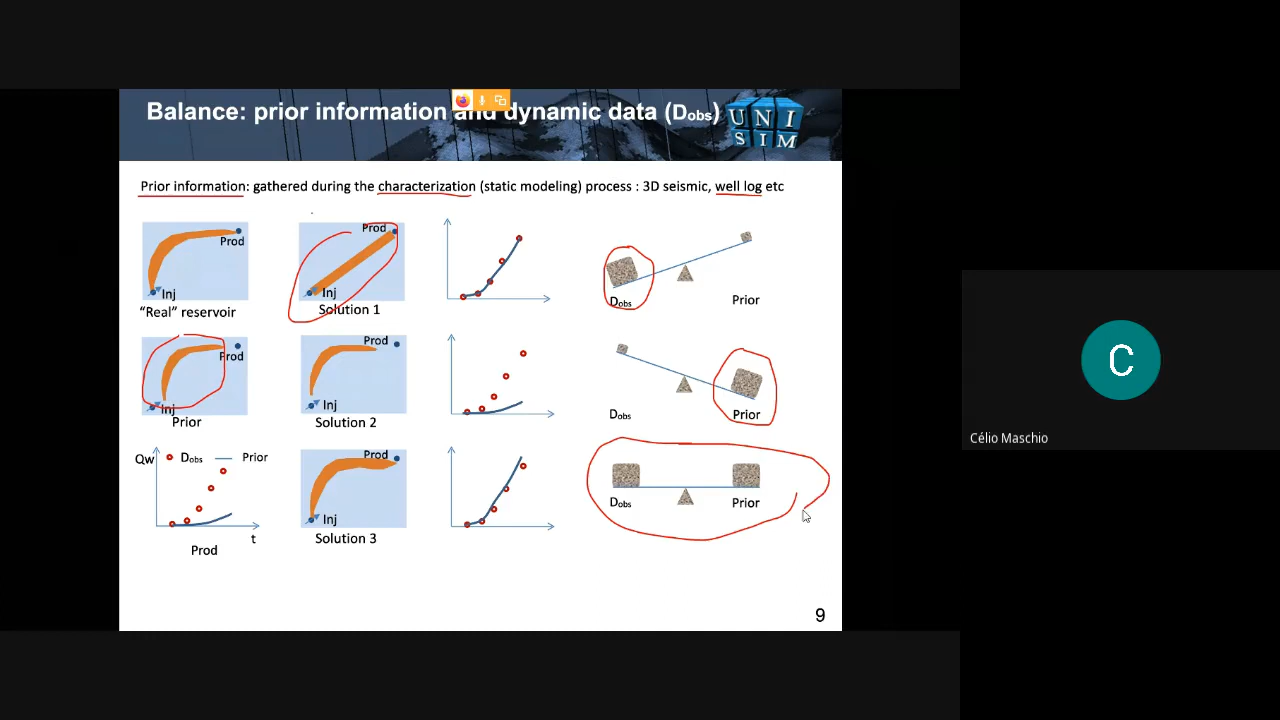 Balance: prior information and dynamic data (Dobs)
UNI
SIM
Prior information: gathered during the characterization (static modeling) process : 3D seismic, well log etc
Prod
Inj
"Real" reservoir
Prod
Inj
Solution 1
Dobs
Prior
Prod
Inj
Prior
Prod
Inj
Solution 2
Dobs
Prior
Qw
Dobs
Prior
t
Prod
Prod
Inj
Solution 3
Dobs
Prior
9
C
Célio Maschio